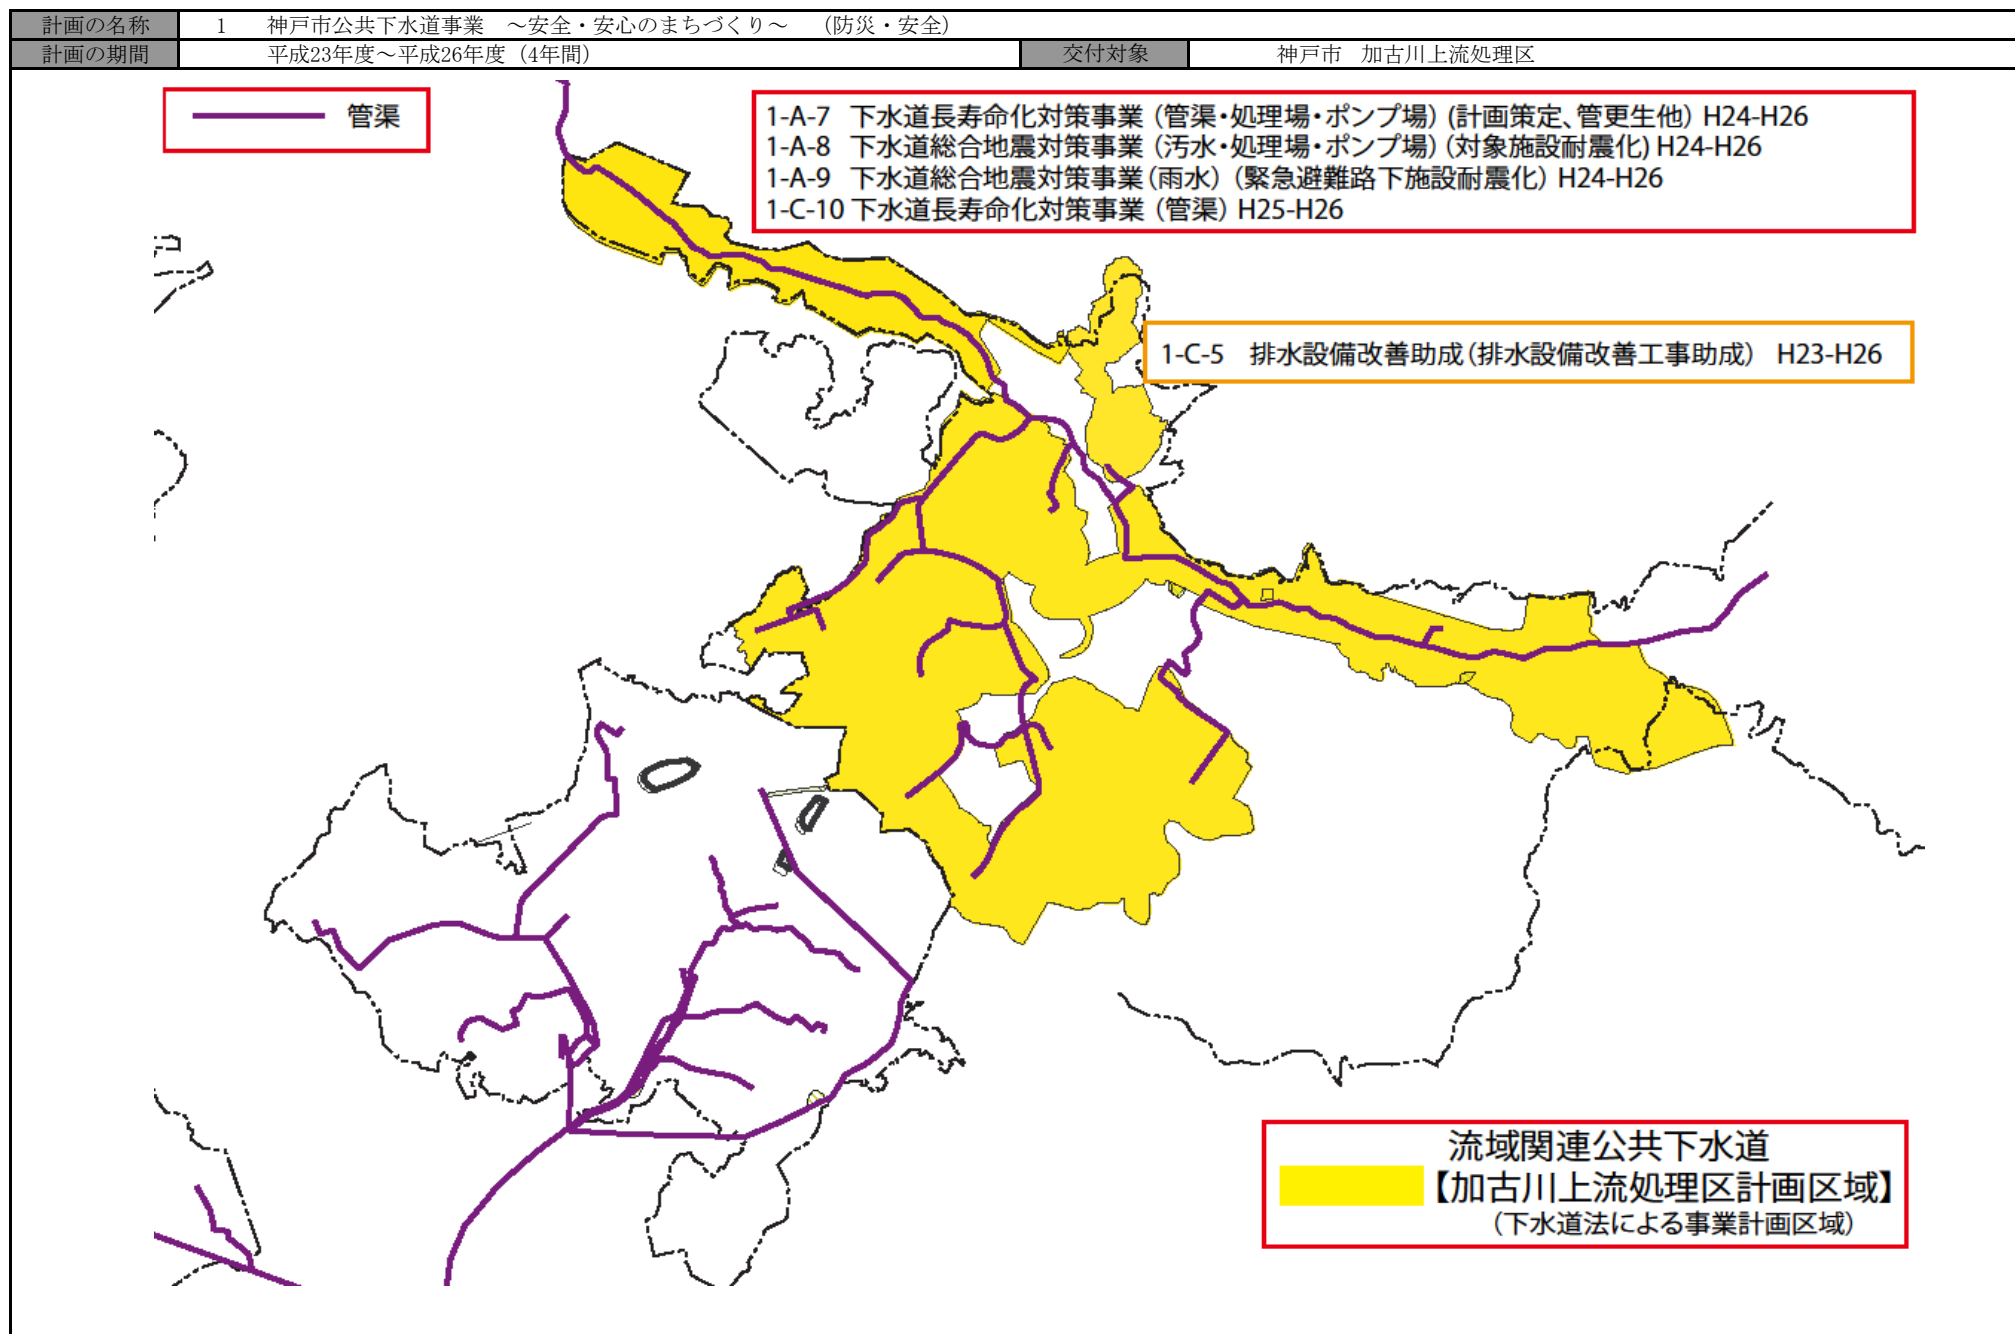 計画の名称 1 神戸市公共下水道事業 ～安全・安心のまちづくり～ （防災・安全）
計画の期間 平成23年度～平成26年度（4年間） 交付対象 神戸市 加古川上流処理区
管渠
1-A-7 下水道長寿命化対策事業（管渠・処理場・ポンプ場）（計画策定、管更生他） H24-H26
1-A-8 下水道総合地震対策事業（汚水・処理場・ポンプ場）（対象施設耐震化） H24-H26
1-A-9 下水道総合地震対策事業（雨水）（緊急避難路下施設耐震化） H24-H26
1-C-10 下水道長寿命化対策事業（管渠） H25-H26
1-C-5 排水設備改善助成（排水設備改善工事助成） H23-H26
流域関連公共下水道
【加古川上流処理区計画区域】
（下水道法による事業計画区域）